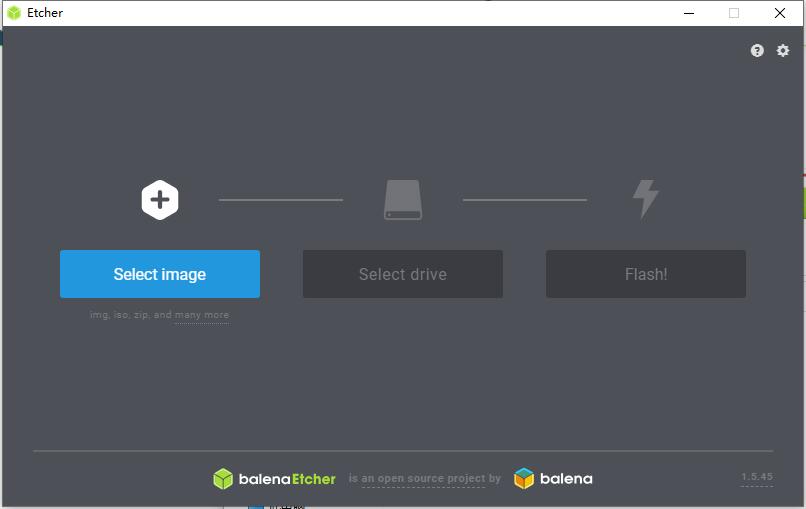 Etcher
Select image
Select drive
Flash!
img, iso, zip, and many more
balenaEtcher is an open source project by balena
1.5.45